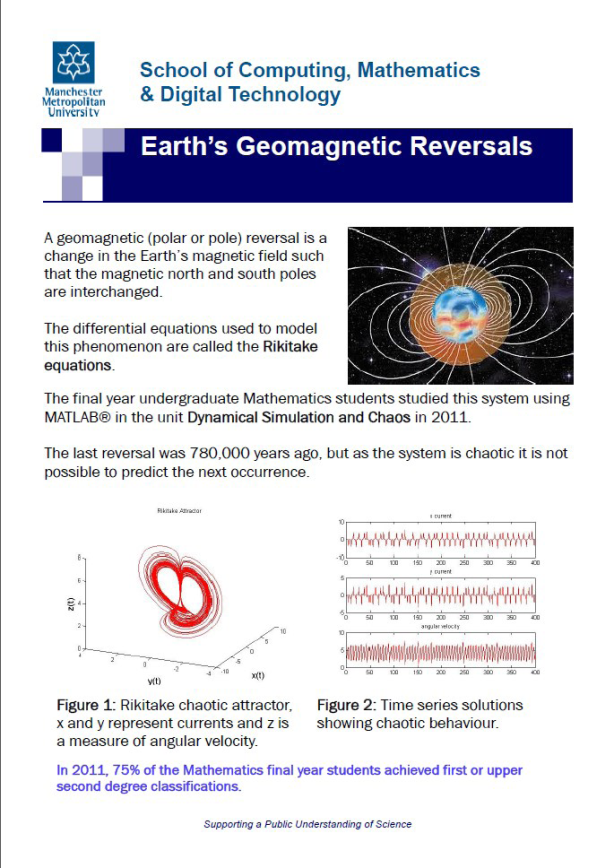 Manchester
Metropolitan
University
School of Computing, Mathematics
& Digital Technology
Earth's Geomagnetic Reversals
A geomagnetic (polar or pole) reversal is a
change in the Earth's magnetic field such
that the magnetic north and south poles
are interchanged.
The differential equations used to model
this phenomenon are called the Rikitake
equations.
The final year undergraduate Mathematics students studied this system using
MATLAB® in the unit Dynamical Simulation and Chaos in 2011.
The last reversal was 780,000 years ago, but as the system is chaotic it is not
possible to predict the next occurrence.
Rikitake Attractor
8
6
4
2
0
z(t)
4
2
0
-2
-4
y(t)
-10
-5
0
5
10
x(t)
x current
10
0
-10
0 50 100 150 200 250 300 350 400
y current
5
0
-5
0 50 100 150 200 250 300 350 400
angular velocity
10
5
0
0 50 100 150 200 250 300 350 400
Figure 1: Rikitake chaotic attractor,
x and y represent currents and z is
a measure of angular velocity.
Figure 2: Time series solutions
showing chaotic behaviour.
In 2011, 75% of the Mathematics final year students achieved first or upper
second degree classifications.
Supporting a Public Understanding of Science